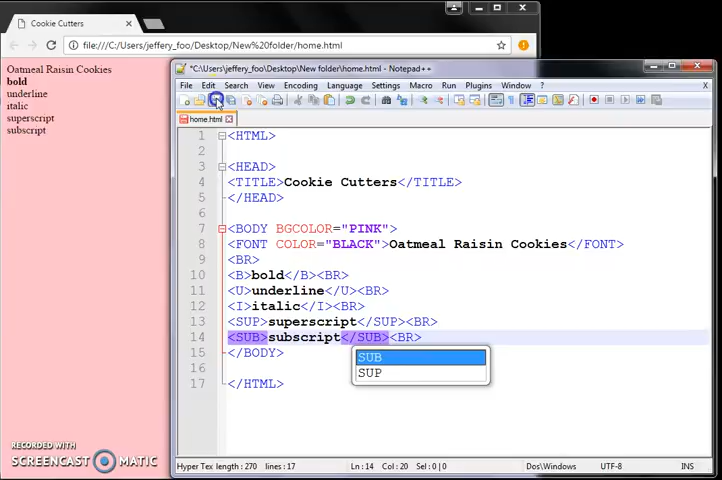 Cookie Cutters
file:///C:/Users/jeffery_foo/Desktop/New%20folder/home.html
Oatmeal Raisin Cookies
bold
underline
italic
superscript
subscript
*C:\Users\jeffery_foo\Desktop\New folder\home.html - Notepad++
File Edit Search View Encoding Language Settings Macro Run Plugins Window ? X
home.html
1 <HTML>
2
3 <HEAD>
4 <TITLE>Cookie Cutters</TITLE>
5 </HEAD>
6
7 <BODY BGCOLOR="PINK">
8 <FONT COLOR="BLACK">Oatmeal Raisin Cookies</FONT>
9 <BR>
10 <B>bold</B><BR>
11 <U>underline</U><BR>
12 <I>italic</I><BR>
13 <SUP>superscript</SUP><BR>
14 <SUB>subscript</SUB><BR>
15 </BODY>
16
17 </HTML>
SUB
SUP
Hyper Tex length : 270 lines : 17 Ln : 14 Col : 20 Sel : 0 | 0 Dos\Windows UTF-8 INS
RECORDED WITH
SCREENCAST MATIC